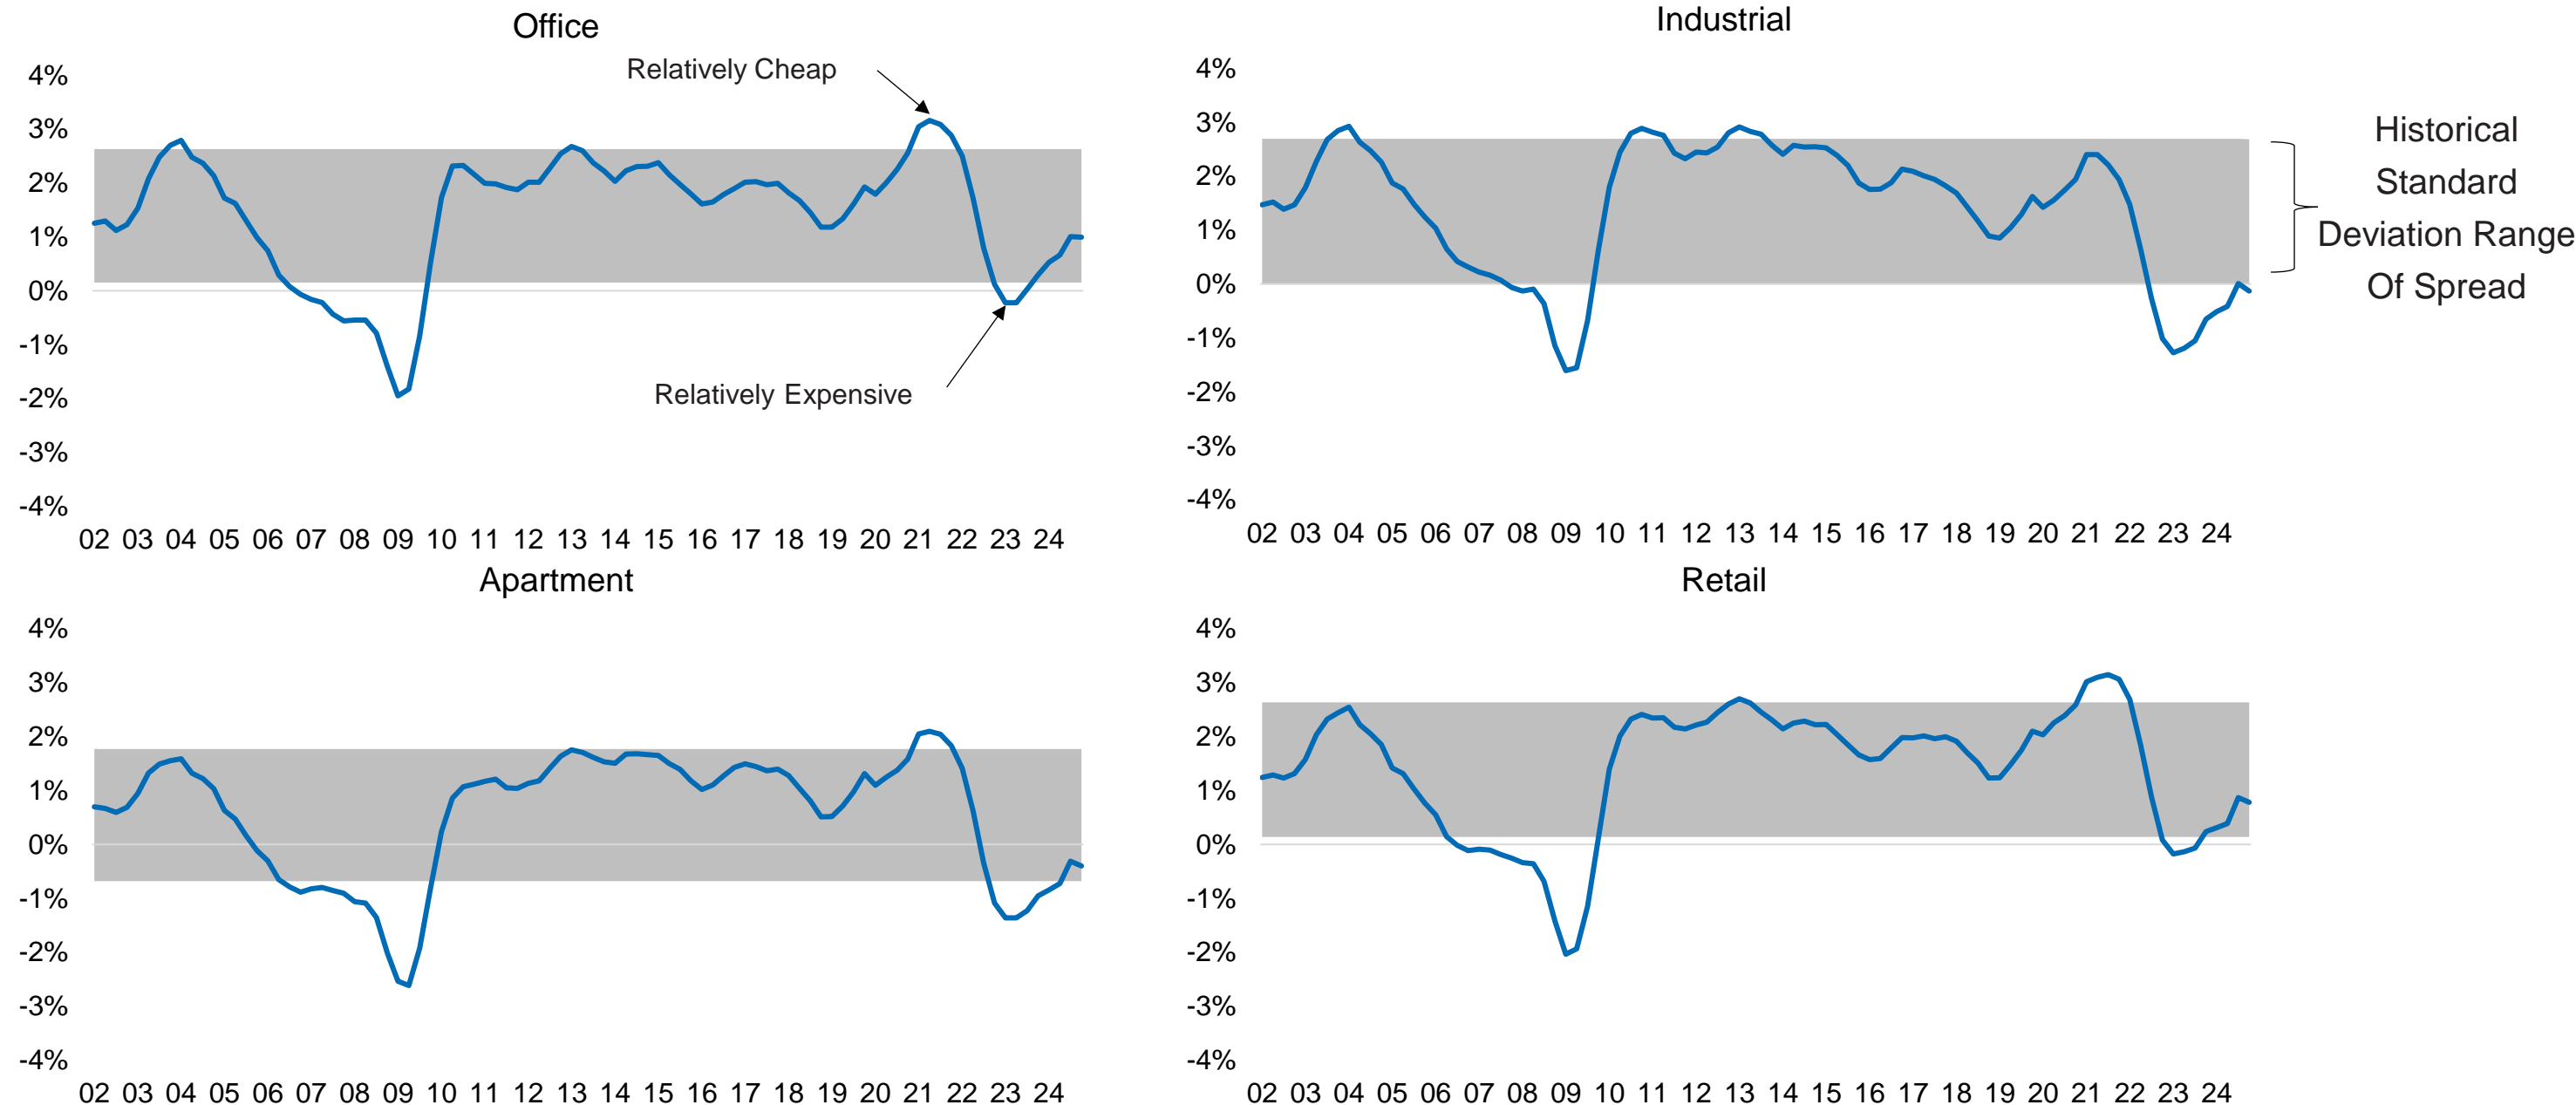 Office
Relatively Cheap
4%
3%
2%
1%
0%
-1%
-2%
-3%
-4%
Relatively Expensive
02 03 04 05 06 07 08 09 10 11 12 13 14 15 16 17 18 19 20 21 22 23 24
Industrial
4%
3%
2%
1%
0%
-1%
-2%
-3%
-4%
02 03 04 05 06 07 08 09 10 11 12 13 14 15 16 17 18 19 20 21 22 23 24
Historical
Standard
Deviation Range
Of Spread
Apartment
4%
3%
2%
1%
0%
-1%
-2%
-3%
-4%
02 03 04 05 06 07 08 09 10 11 12 13 14 15 16 17 18 19 20 21 22 23 24
Retail
4%
3%
2%
1%
0%
-1%
-2%
-3%
-4%
02 03 04 05 06 07 08 09 10 11 12 13 14 15 16 17 18 19 20 21 22 23 24